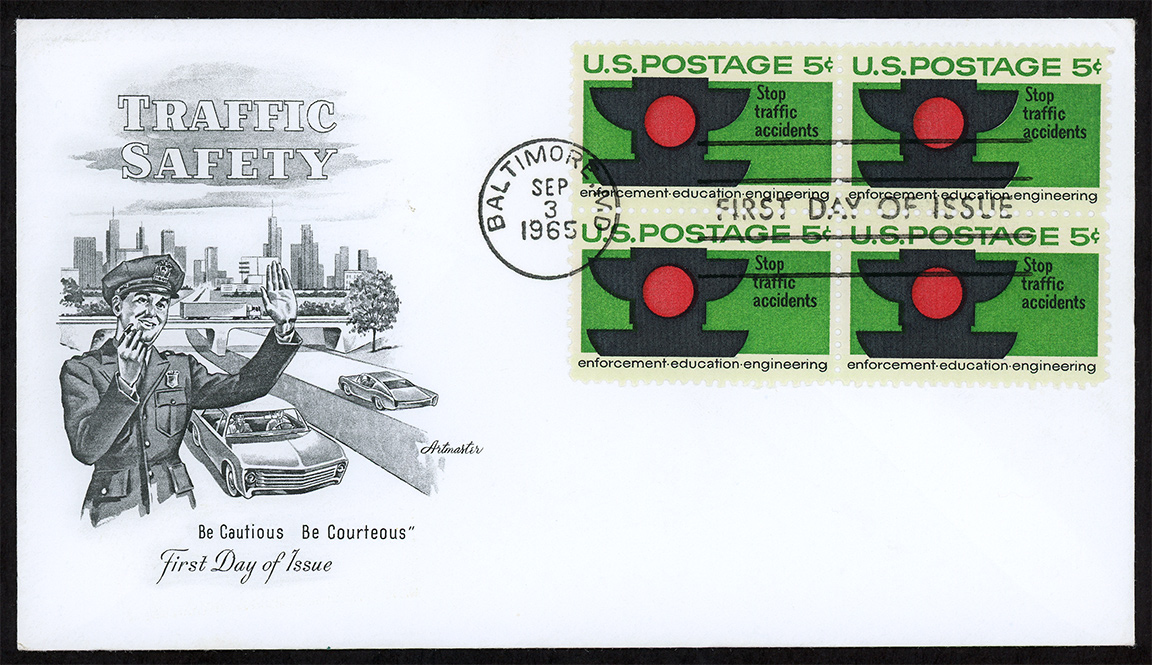 TRAFFIC
SAFETY
Artmaster
Be Cautious Be Courteous"
First Day of Issue
BALTIMORE, MD.
SEP
3
1965
FIRST DAY OF ISSUE
U.S.POSTAGE 5¢
Stop
traffic
accidents
enforcement·education·engineering
U.S.POSTAGE 5¢
Stop
traffic
accidents
enforcement·education·engineering
U.S.POSTAGE 5¢
Stop
traffic
accidents
enforcement·education·engineering
U.S.POSTAGE 5¢
Stop
traffic
accidents
enforcement·education·engineering